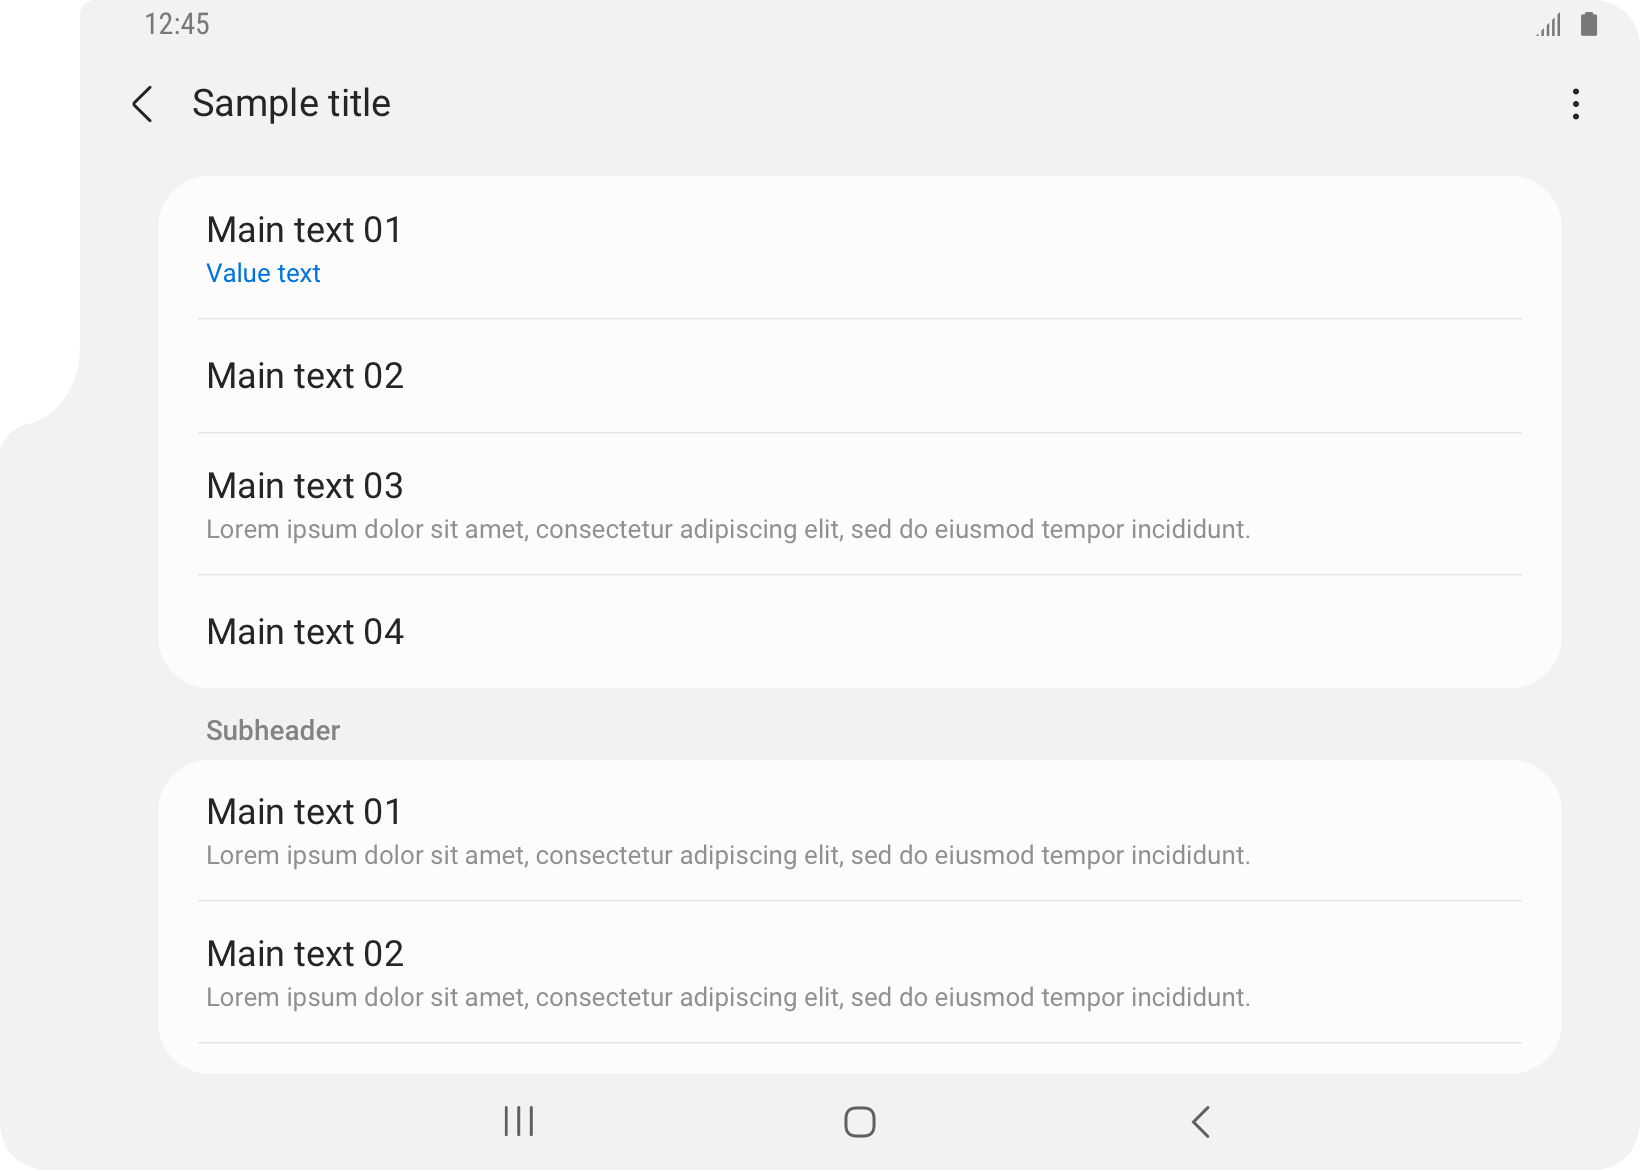 12:45
Sample title
Main text 01
Value text
Main text 02
Main text 03
Lorem ipsum dolor sit amet, consectetur adipiscing elit, sed do eiusmod tempor incididunt.
Main text 04
Subheader
Main text 01
Lorem ipsum dolor sit amet, consectetur adipiscing elit, sed do eiusmod tempor incididunt.
Main text 02
Lorem ipsum dolor sit amet, consectetur adipiscing elit, sed do eiusmod tempor incididunt.